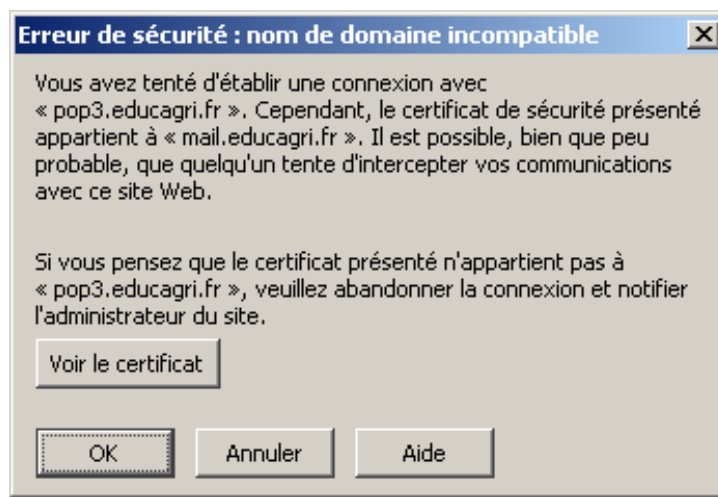 Erreur de sécurité : nom de domaine incompatible
Vous avez tenté d'établir une connexion avec
« pop3.educagri.fr ». Cependant, le certificat de sécurité présenté
appartient à « mail.educagri.fr ». Il est possible, bien que peu
probable, que quelqu'un tente d'intercepter vos communications
avec ce site Web.
Si vous pensez que le certificat présenté n'appartient pas à
« pop3.educagri.fr », veuillez abandonner la connexion et notifier
l'administrateur du site.
Voir le certificat
OK Annuler Aide